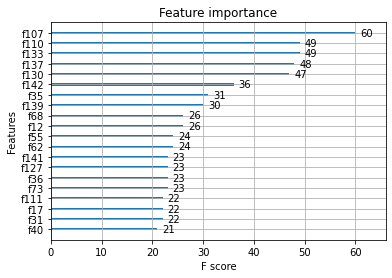 Feature importance
Features
f107 60
f110 49
f133 49
f137 48
f130 47
f142 36
f35 31
f139 30
f68 26
f12 26
f55 24
f62 24
f141 23
f127 23
f36 23
f73 23
f111 22
f17 22
f31 22
f40 21
0 10 20 30 40 50 60
F score